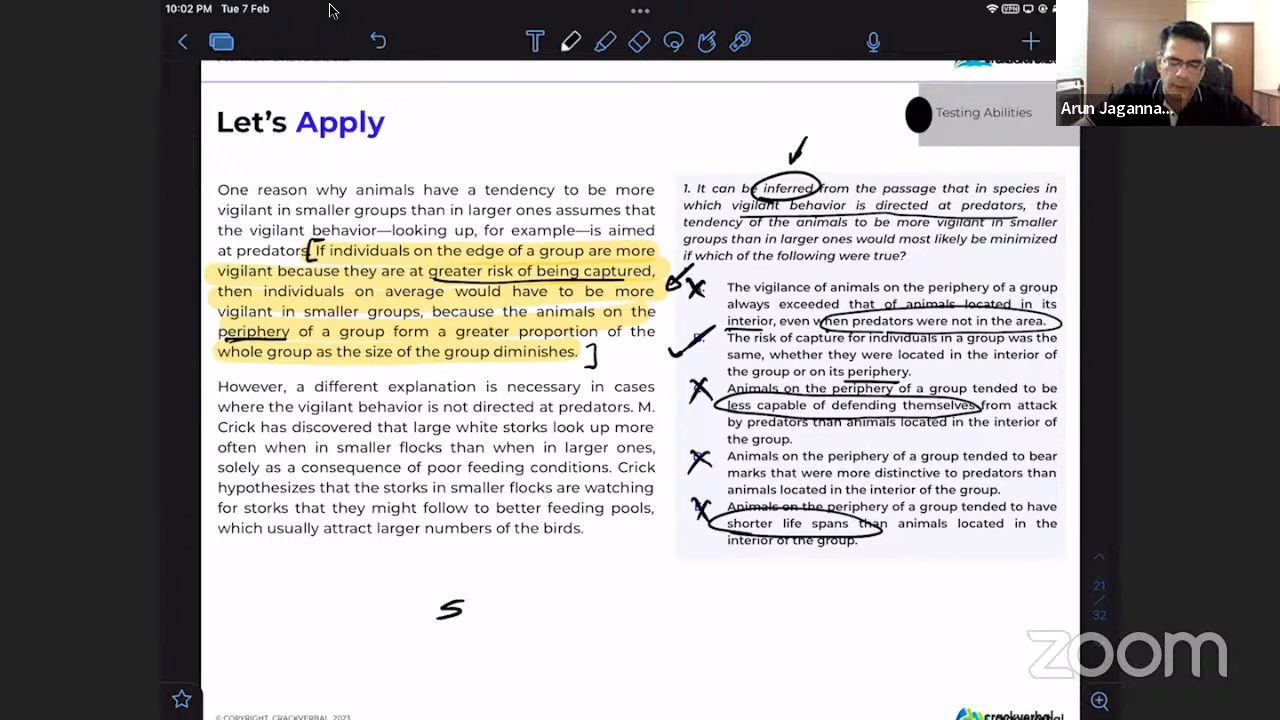 10:02 PM Tue 7 Feb
VPN
Arun Jaganna...
Let's Apply
Testing Abilities
One reason why animals have a tendency to be more
vigilant in smaller groups than in larger ones assumes that
the vigilant behavior—looking up, for example—is aimed
at predators. If individuals on the edge of a group are more
vigilant because they are at greater risk of being captured,
then individuals on average would have to be more
vigilant in smaller groups, because the animals on the
periphery of a group form a greater proportion of the
whole group as the size of the group diminishes.
However, a different explanation is necessary in cases
where the vigilant behavior is not directed at predators. M.
Crick has discovered that large white storks look up more
often when in smaller flocks than when in larger ones,
solely as a consequence of poor feeding conditions. Crick
hypothesizes that the storks in smaller flocks are watching
for storks that they might follow to better feeding pools,
which usually attract larger numbers of the birds.
1. It can be inferred from the passage that in species in
which vigilant behavior is directed at predators, the
tendency of the animals to be more vigilant in smaller
groups than in larger ones would most likely be minimized
if which of the following were true?
The vigilance of animals on the periphery of a group
always exceeded that of animals located in its
interior, even when predators were not in the area.
The risk of capture for individuals in a group was the
same, whether they were located in the interior of
the group or on its periphery.
Animals on the periphery of a group tended to be
less capable of defending themselves from attack
by predators than animals located in the interior of
the group.
Animals on the periphery of a group tended to bear
marks that were more distinctive to predators than
animals located in the interior of the group.
Animals on the periphery of a group tended to have
shorter life spans than animals located in the
interior of the group.
S
21
/
32
zoom
© COPYRIGHT, CRACKVERBAL, 2023
crackverbal